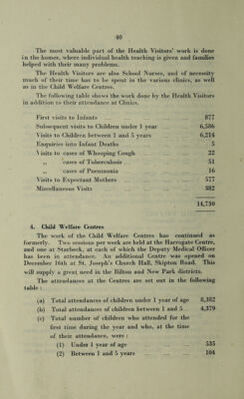 40
The most valuable part of the Health Visitors' work is done
in the homes, where individual health teaching is given and families
helped with their many problems.
The Health Visitors are also School Nurses, and of necessity
much of their time has to be spent in the various clinics, as well
as in the Child Welfare Centres.
The following table shows the work done by the Health Visitors
in addition to their attendance at Clinics.
First visits to Infants 877
Subsequent visits to Children under 1 year 6,586
Visits to Children between 1 and 5 years 6,214
Enquiries into Infant Deaths 5
Visits to cases of Whooping Cough 22
,, cases of Tuberculosis 51
,, cases of Pneumonia 16
Visits to Expectant Mothers 577
Miscellaneous Visits 382
14,730
4. Child Welfare Centres
The work of the Child Welfare Centres has continued as
formerly. Two sessions per week are held at the Harrogate Centre,
and one at Starbeck, at each of which the Deputy Medical Officer
has been in attendance. An additional Centre was opened on
December 16th at St. Joseph's Church Hall, Skipton Road. This
will supply a great need in the Bilton and New Park districts.
The attendances at the Centres are set out in the following
table :
(a) Total attendances of children under 1 year of age 8,382
(b) Total attendances of children between 1 and 5 4,379
(c) Total number of children who attended for the
first time during the year and who, at the time
of their attendance, were :
(1) Under 1 year of age 535
(2) Between 1 and 5 years 104